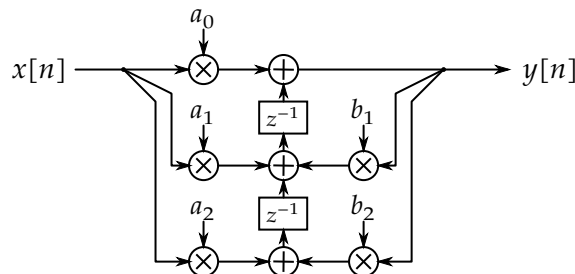 a₀
x[n] y[n]
z⁻¹
a₁ b₁
z⁻¹
a₂ b₂